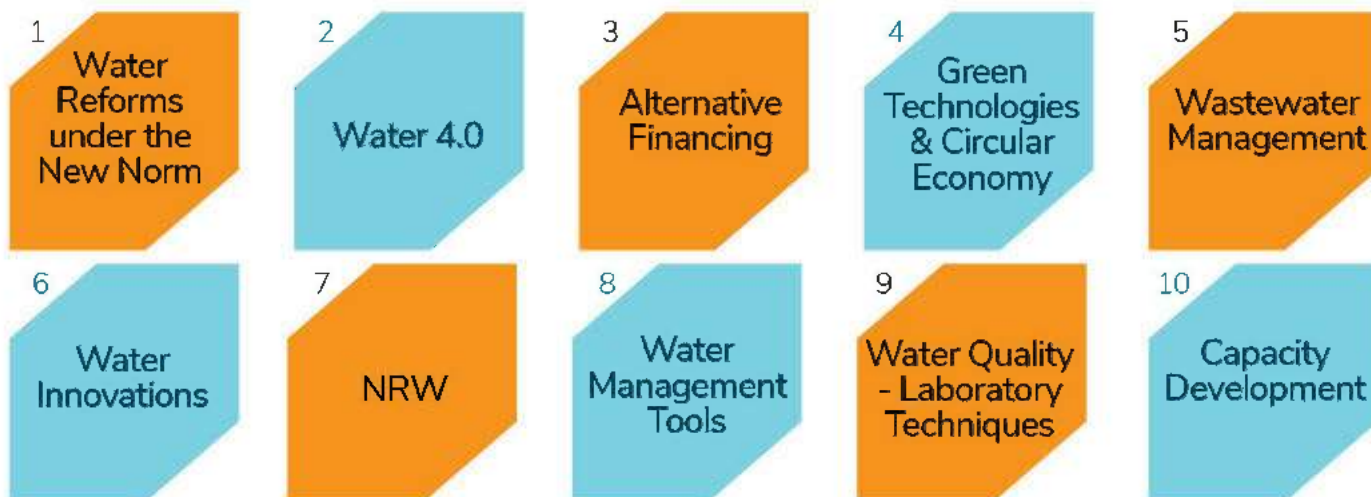 1
Water
Reforms
under the
New Norm
2
Water 4.0
3
Alternative
Financing
4
Green
Technologies
& Circular
Economy
5
Wastewater
Management
6
Water
Innovations
7
NRW
8
Water
Management
Tools
9
Water Quality
- Laboratory
Techniques
10
Capacity
Development